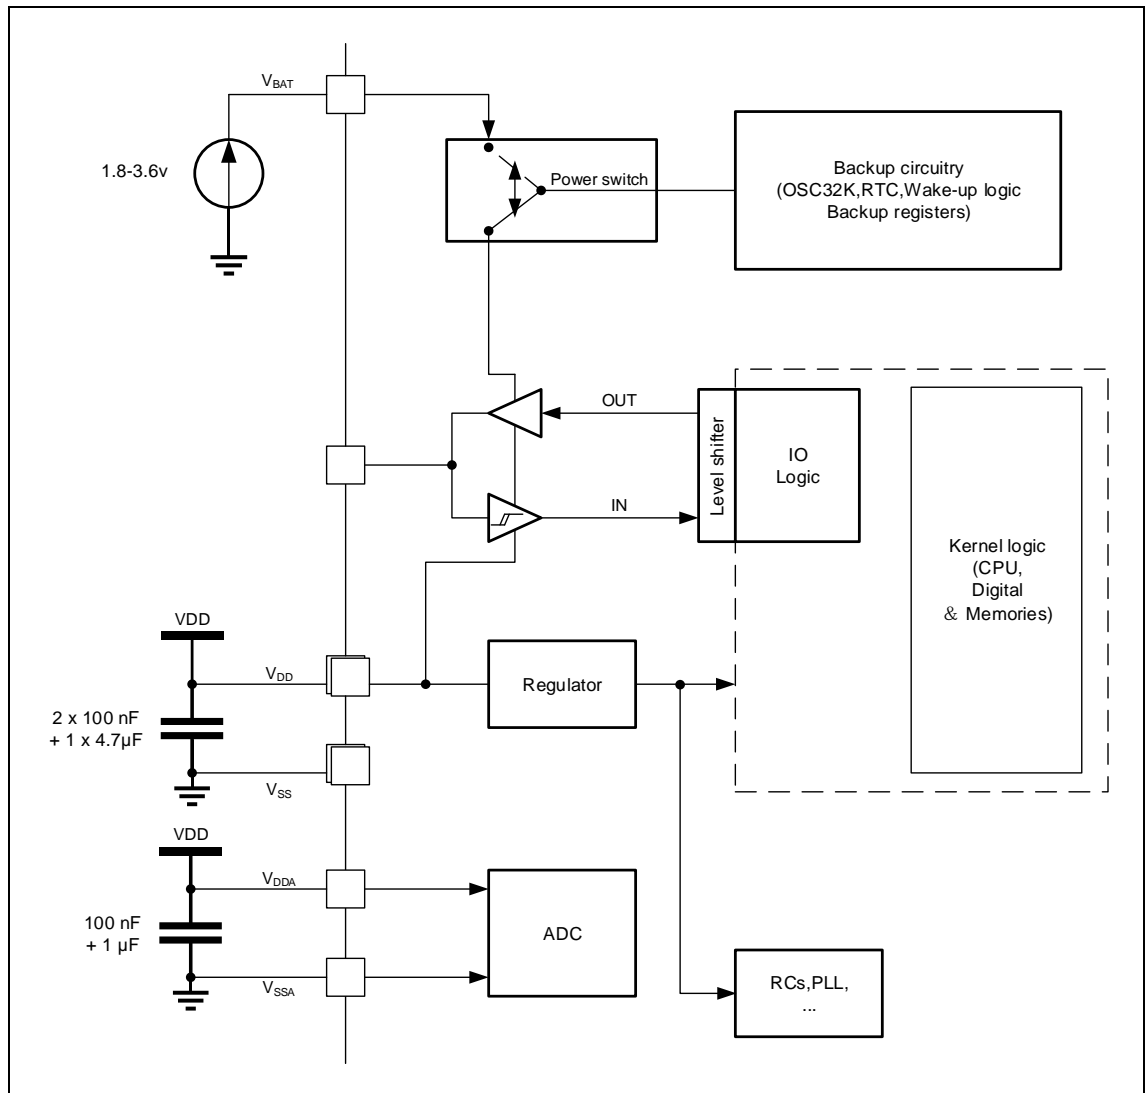 VBAT
1.8-3.6v
Power switch
Backup circuitry
(OSC32K,RTC,Wake-up logic
Backup registers)
OUT
Level shifter
IO
Logic
IN
Kernel logic
(CPU,
Digital
& Memories)
VDD
VDD
Regulator
2 x 100 nF
+ 1 x 4.7µF
VSS
VDD
VDDA
100 nF
+ 1 µF
ADC
VSSA
RCs,PLL,
...